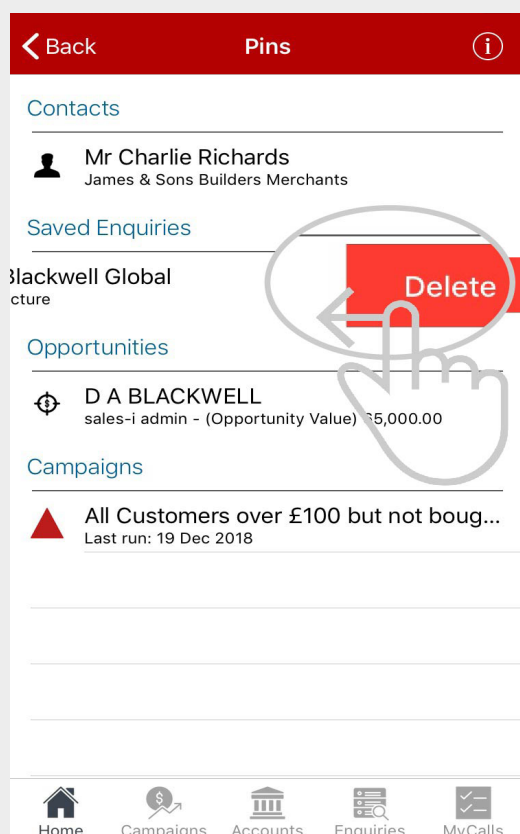 Back Pins i
Contacts
Mr Charlie Richards
James & Sons Builders Merchants
Saved Enquiries
Blackwell Global
cture
Delete
Opportunities
D A BLACKWELL
sales-i admin - (Opportunity Value) $5,000.00
Campaigns
All Customers over £100 but not boug...
Last run: 19 Dec 2018
Home Campaigns Accounts Enquiries MyCalls